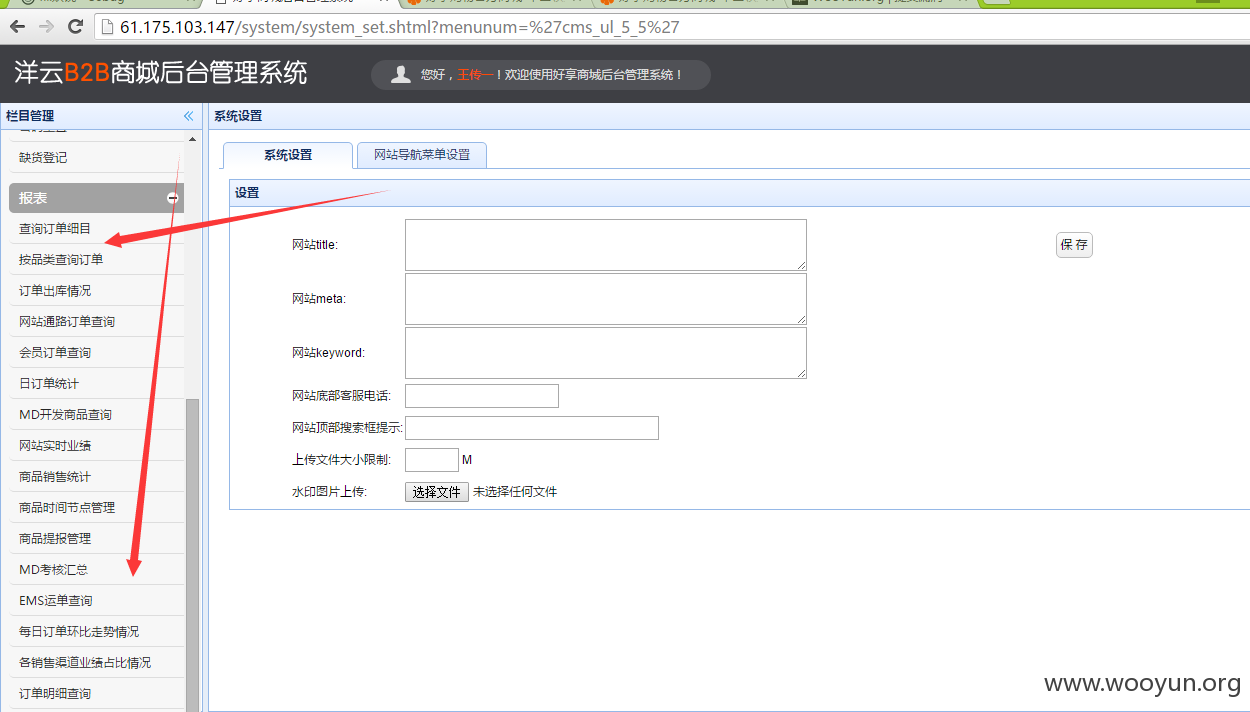 61.175.103.147/system/system_set.shtml?menunum=%27cms_ul_5_5%27
洋云B2B商城后台管理系统
您好，王传一！欢迎使用好享商城后台管理系统！
栏目管理
«
系统设置
缺货登记
系统设置
网站导航菜单设置
报表
设置
查询订单细目
网站title:
保存
按品类查询订单
订单出库情况
网站meta:
网站通路订单查询
会员订单查询
网站keyword:
日订单统计
网站底部客服电话:
MD开发商品查询
网站顶部搜索框提示:
网站实时业绩
上传文件大小限制:
M
商品销售统计
水印图片上传:
选择文件
未选择任何文件
商品时间节点管理
商品提报管理
MD考核汇总
EMS运单查询
每日订单环比走势情况
各销售渠道业绩占比情况
订单明细查询
www.wooyun.org